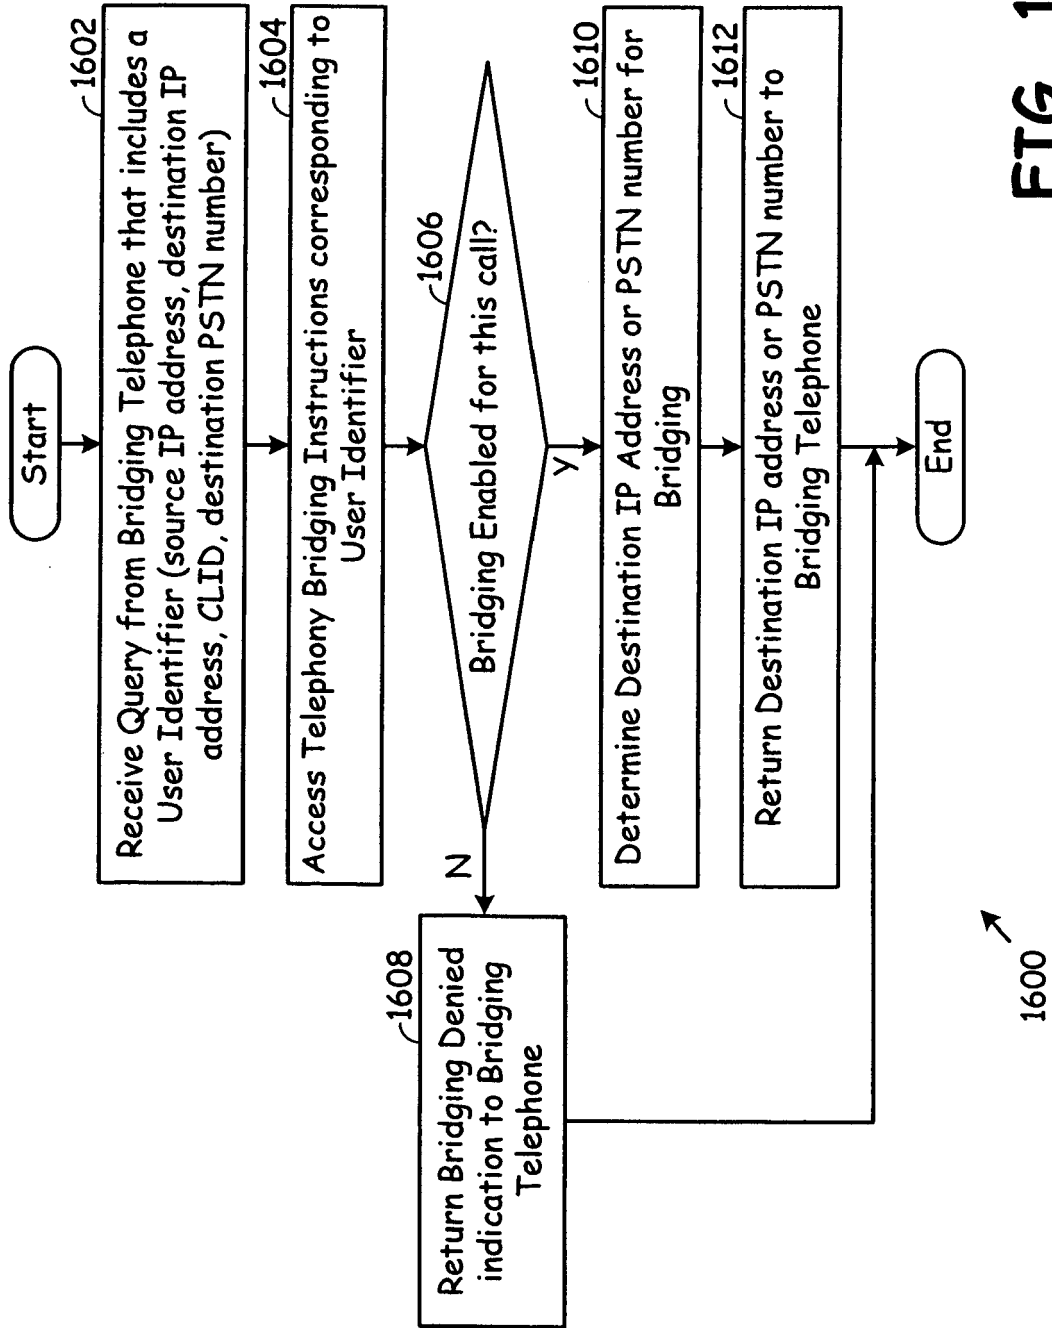 Start
1602
Receive Query from Bridging Telephone that includes a
User Identifier (source IP address, destination IP
address, CLID, destination PSTN number)
1604
Access Telephony Bridging Instructions corresponding to
User Identifier
1606
Bridging Enabled for this call?
N
Y
1608
Return Bridging Denied
indication to Bridging
Telephone
1610
Determine Destination IP Address or PSTN number for
Bridging
1612
Return Destination IP address or PSTN number to
Bridging Telephone
End
1600
FIG. 1